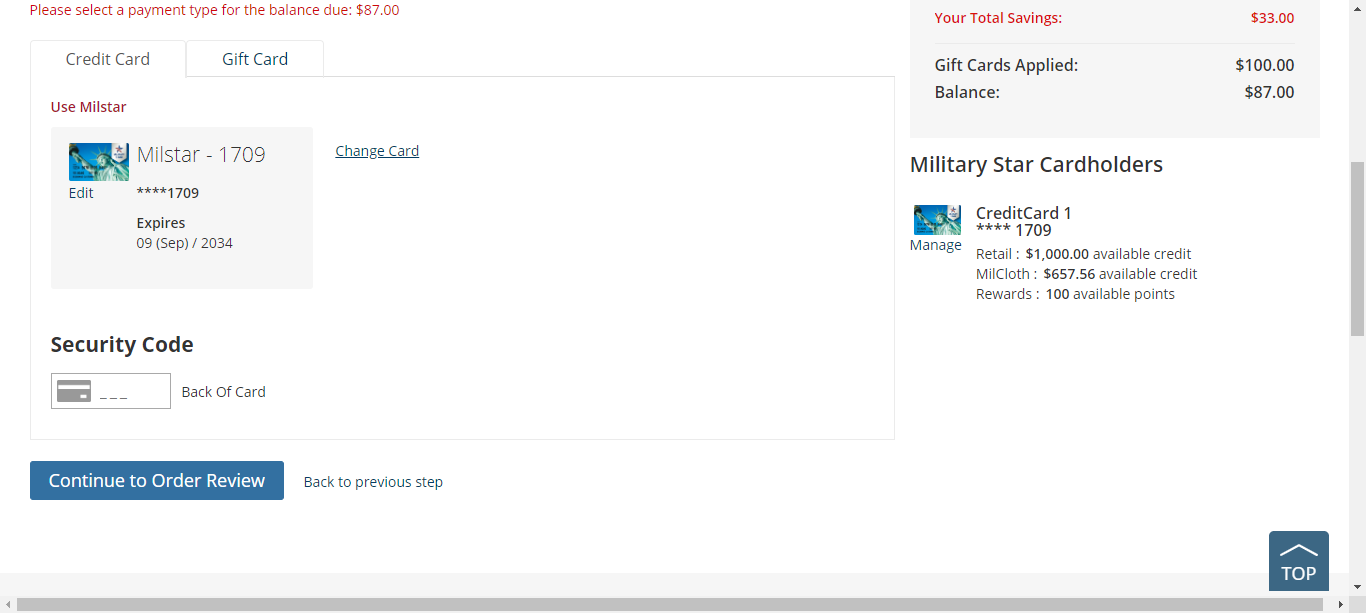 Please select a payment type for the balance due: $87.00
Credit Card
Gift Card
Use Milstar
Milstar - 1709
Change Card
Edit
****1709
Expires
09 (Sep) / 2034
Security Code
_ _ _
Back Of Card
Continue to Order Review
Back to previous step
Your Total Savings: $33.00
Gift Cards Applied: $100.00
Balance: $87.00
Military Star Cardholders
CreditCard 1
**** 1709
Manage
Retail : $1,000.00 available credit
MilCloth : $657.56 available credit
Rewards : 100 available points
TOP